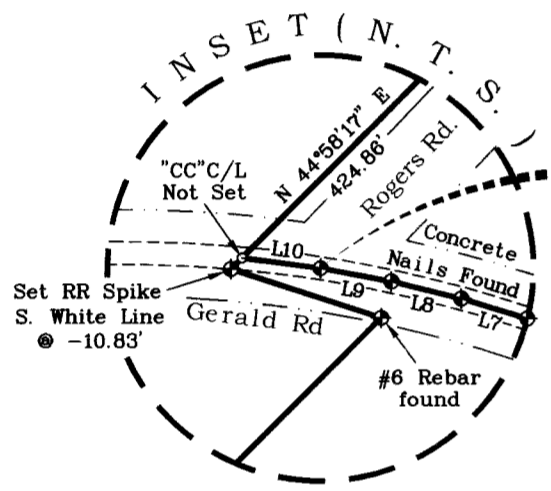 INSET (N. T. S.)
N 44°58'17" E
424.86'
Rogers Rd.
"CC"C/L
Not Set
Concrete
L10
Nails Found
L9
L8
L7
Set RR Spike
S. White Line
@ -10.83'
Gerald Rd
#6 Rebar
found